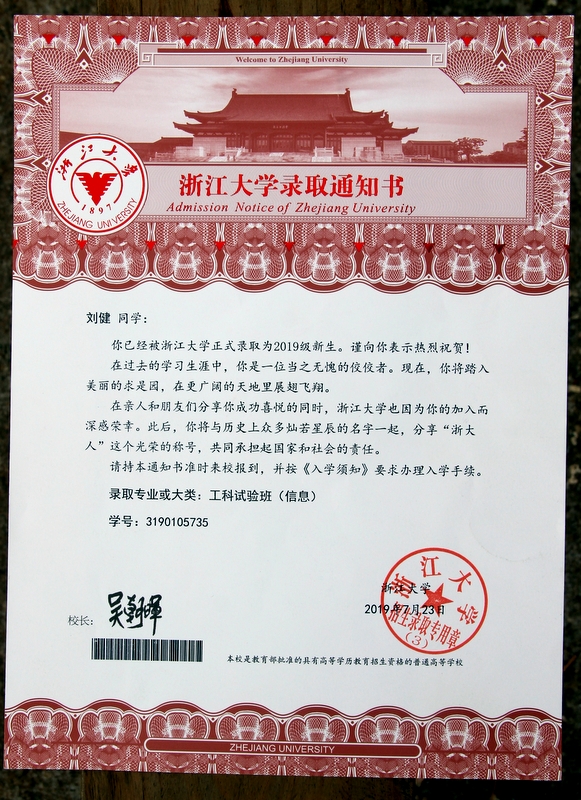 Welcome to Zhejiang University
浙江大学
1897
ZHEJIANG UNIVERSITY
浙江大学录取通知书
Admission Notice of Zhejiang University
刘健 同学：
你已经被浙江大学正式录取为2019级新生。谨向你表示热烈祝贺！
在过去的学习生涯中，你是一位当之无愧的佼佼者。现在，你将踏入
美丽的求是园，在更广阔的天地里展翅飞翔。
在亲人和朋友们分享你成功喜悦的同时，浙江大学也因为你的加入而
深感荣幸。此后，你将与历史上众多灿若星辰的名字一起，分享“浙大
人”这个光荣的称号，共同承担起国家和社会的责任。
请持本通知书准时来校报到，并按《入学须知》要求办理入学手续。
录取专业或大类：工科试验班（信息）
学号：3190105735
浙江大学
2019年7月23日
浙江大学
招生录取专用章
（3）
校长：吴朝晖
本校是教育部批准的具有高等学历教育招生资格的普通高等学校
ZHEJIANG UNIVERSITY